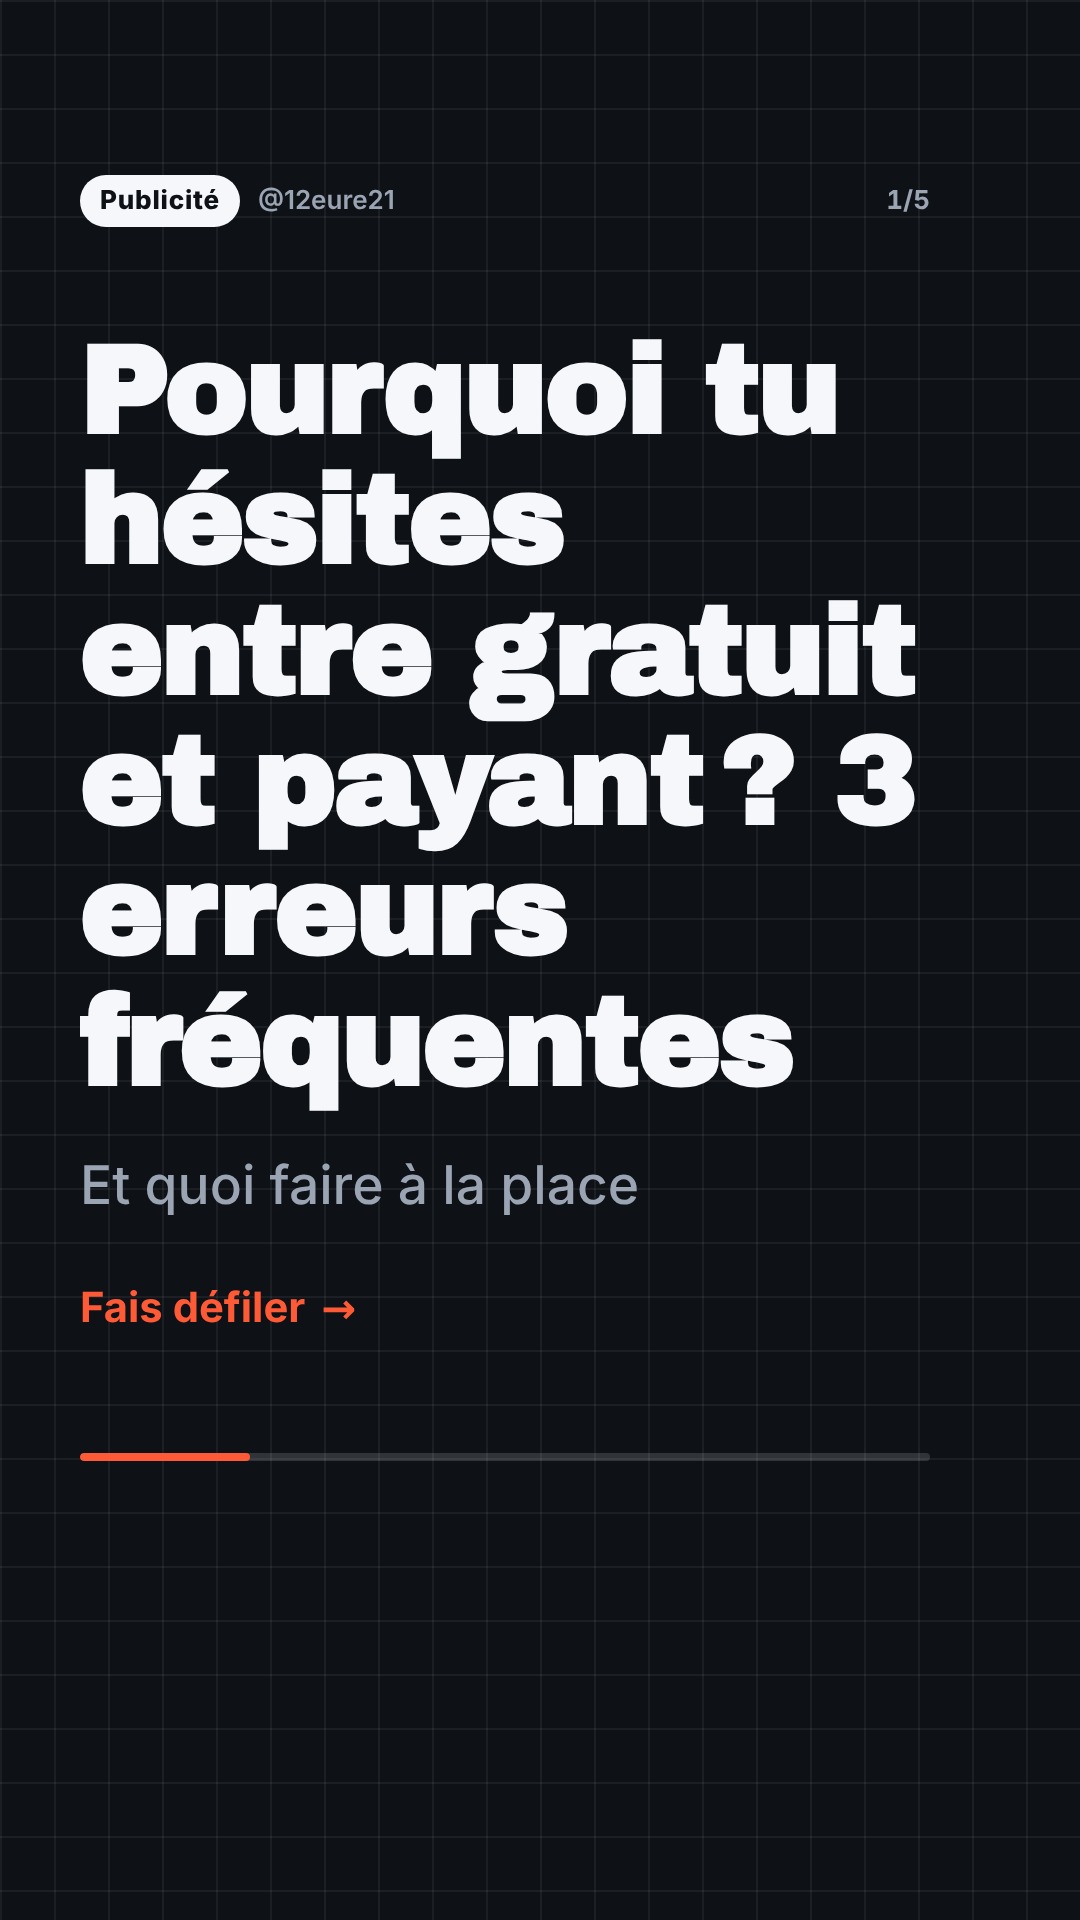 Publicité @12eure21 1/5
Pourquoi tu
hésites
entre gratuit
et payant ? 3
erreurs
fréquentes
Et quoi faire à la place
Fais défiler →